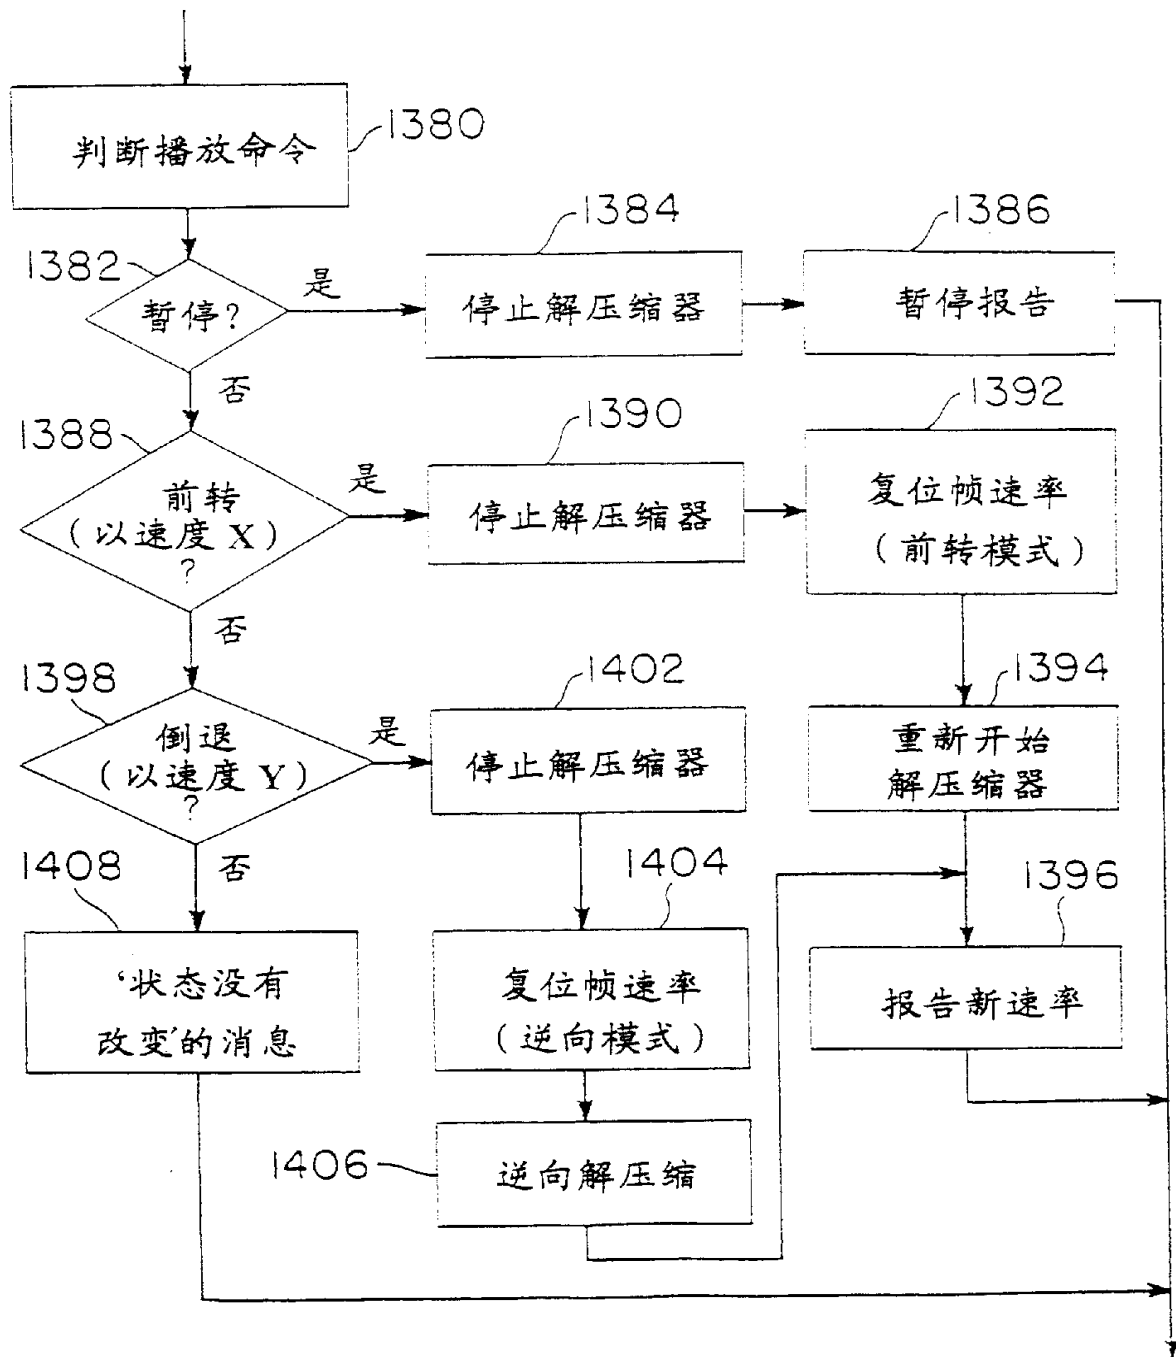 1380
判断播放命令
1382
暂停?
是
1384
停止解压缩器
1386
暂停报告
否
1388
前转
(以速度 X)
?
是
1390
停止解压缩器
1392
复位帧速率
(前转模式)
否
1394
重新开始
解压缩器
1398
倒退
(以速度 Y)
?
是
1402
停止解压缩器
否
1404
复位帧速率
(逆向模式)
1396
报告新速率
1408
‘状态没有
改变’的消息
1406
逆向解压缩